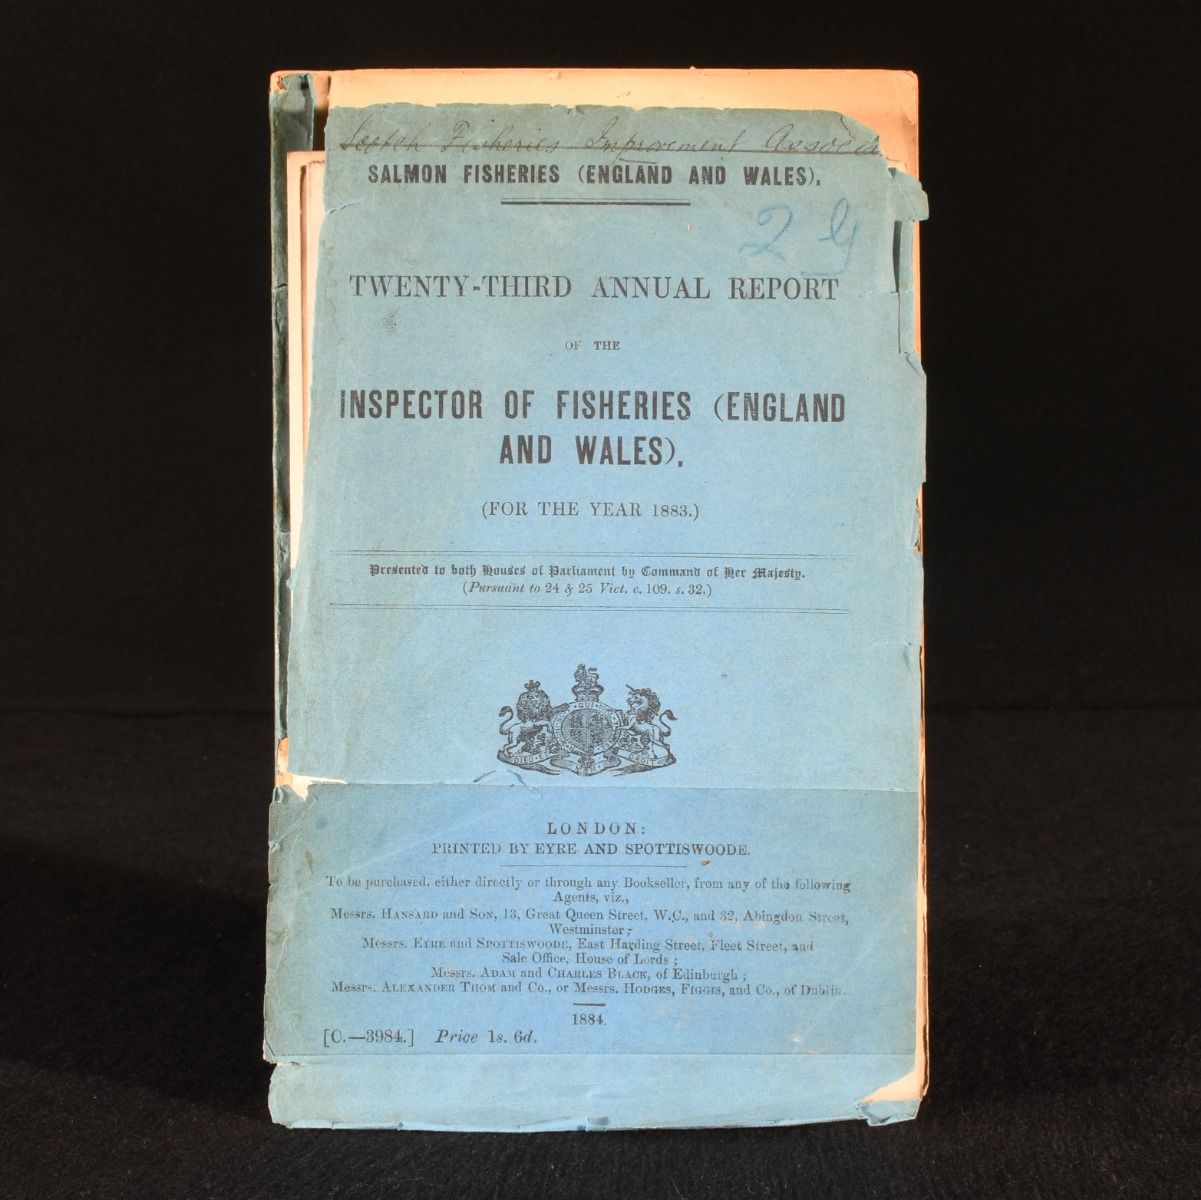 Scotch Fisheries Improvement Assoc
SALMON FISHERIES (ENGLAND AND WALES).
2
TWENTY-THIRD ANNUAL REPORT
OF THE
INSPECTOR OF FISHERIES (ENGLAND
AND WALES).
(FOR THE YEAR 1883.)
Presented to both Houses of Parliament by Command of Her Majesty.
(Pursuant to 24 & 25 Vict. c. 109. s. 32.)
LONDON:
PRINTED BY EYRE AND SPOTTISWOODE.
To be purchased, either directly or through any Bookseller, from any of the following
Agents, viz.,
Messrs. HANSARD and SON, 13, Great Queen Street, W.C., and 32, Abingdon Street,
Westminster;
Messrs. EYRE and SPOTTISWOODE, East Harding Street, Fleet Street, and
Sale Office, House of Lords;
Messrs. ADAM and CHARLES BLACK, of Edinburgh;
Messrs. ALEXANDER THOM and Co., or Messrs. HODGES, FIGGIS, and Co., of Dublin.
1884.
[C.—3984.] Price 1s. 6d.